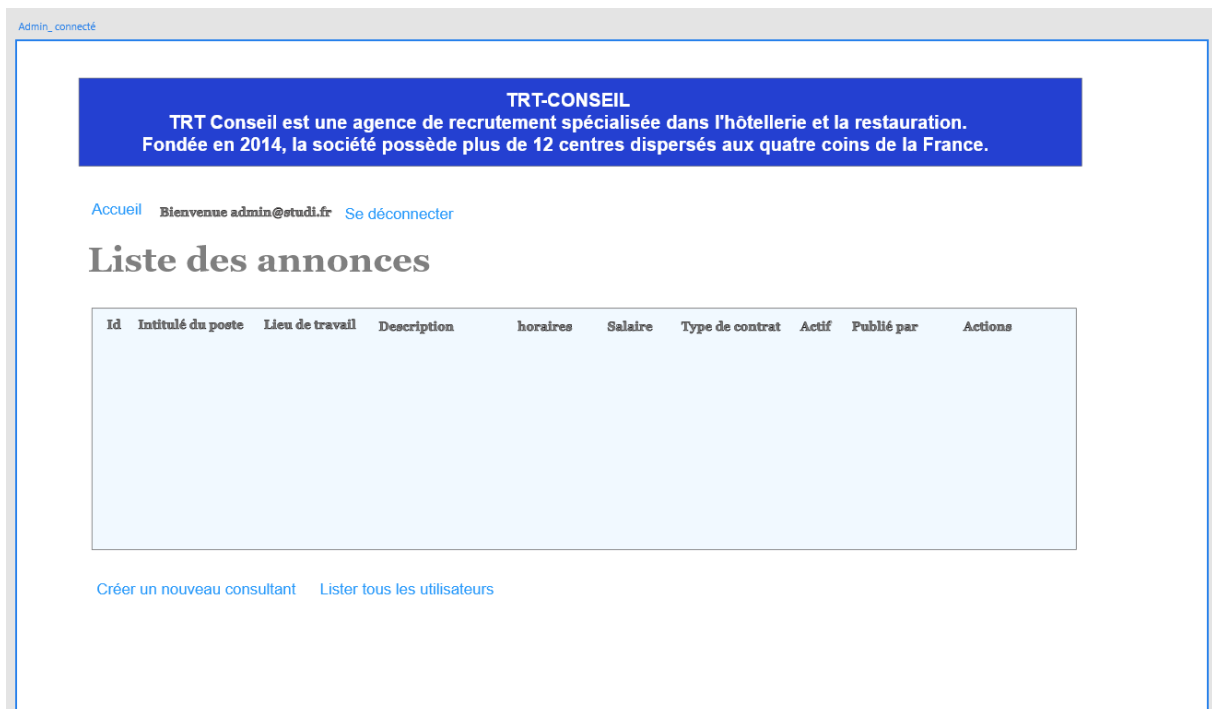 Admin_ connecté
TRT-CONSEIL
TRT Conseil est une agence de recrutement spécialisée dans l'hôtellerie et la restauration.
Fondée en 2014, la société possède plus de 12 centres dispersés aux quatre coins de la France.
Accueil Bienvenue admin@studi.fr Se déconnecter
Liste des annonces
Id Intitulé du poste Lieu de travail Description horaires Salaire Type de contrat Actif Publié par Actions
Créer un nouveau consultant Lister tous les utilisateurs